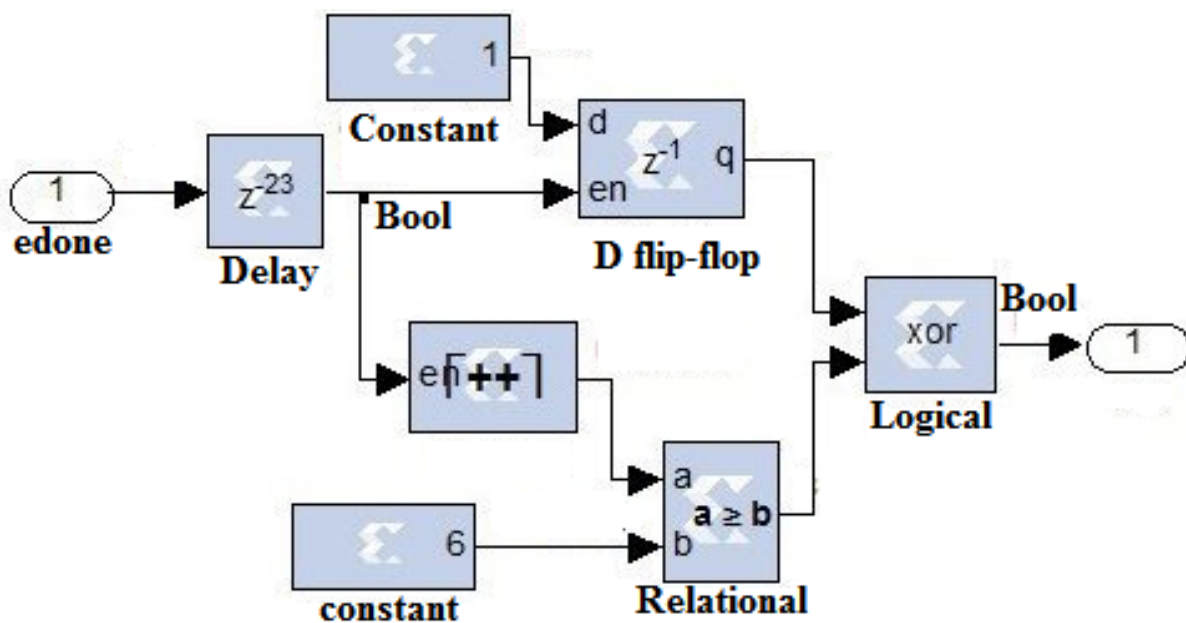 1
Constant
d
z⁻¹
q
en
D flip-flop
1
edone
z⁻²³
Delay
Bool
en
⌈++⌉
6
constant
a
a ≥ b
b
Relational
xor
Logical
Bool
1